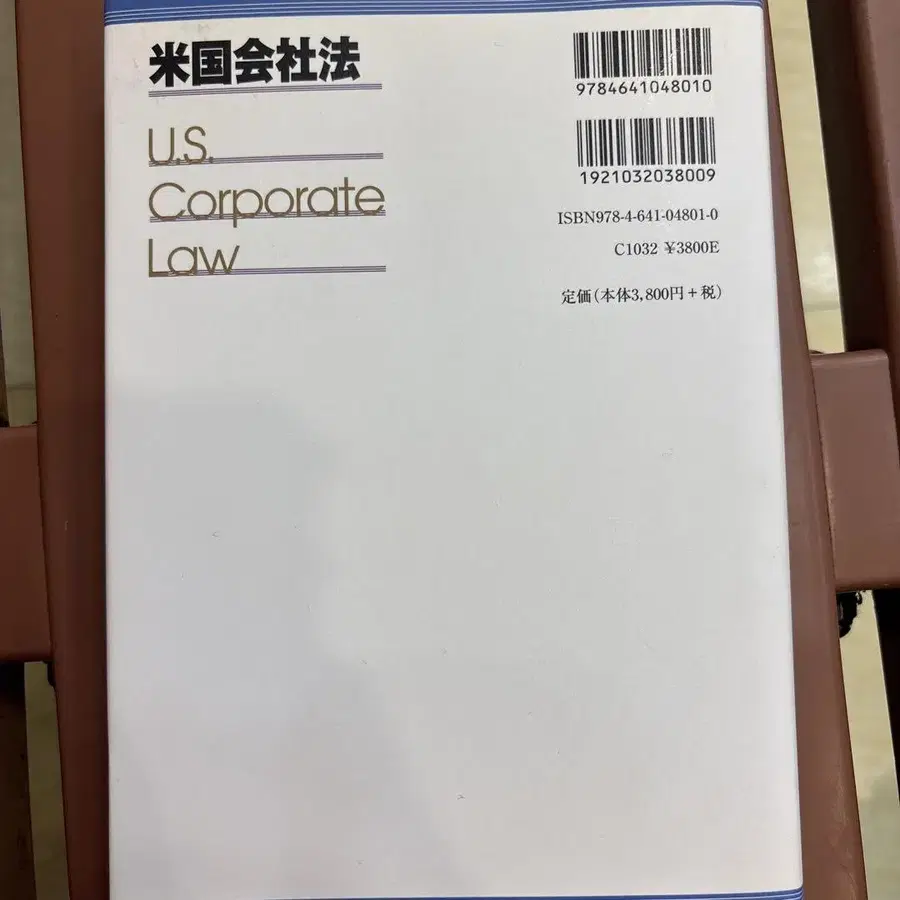 米国会社法
U.S.
Corporate
Law
9784641048010
1921032038009
ISBN978-4-641-04801-0
C1032 ¥3800E
定価(本体3,800円+税)